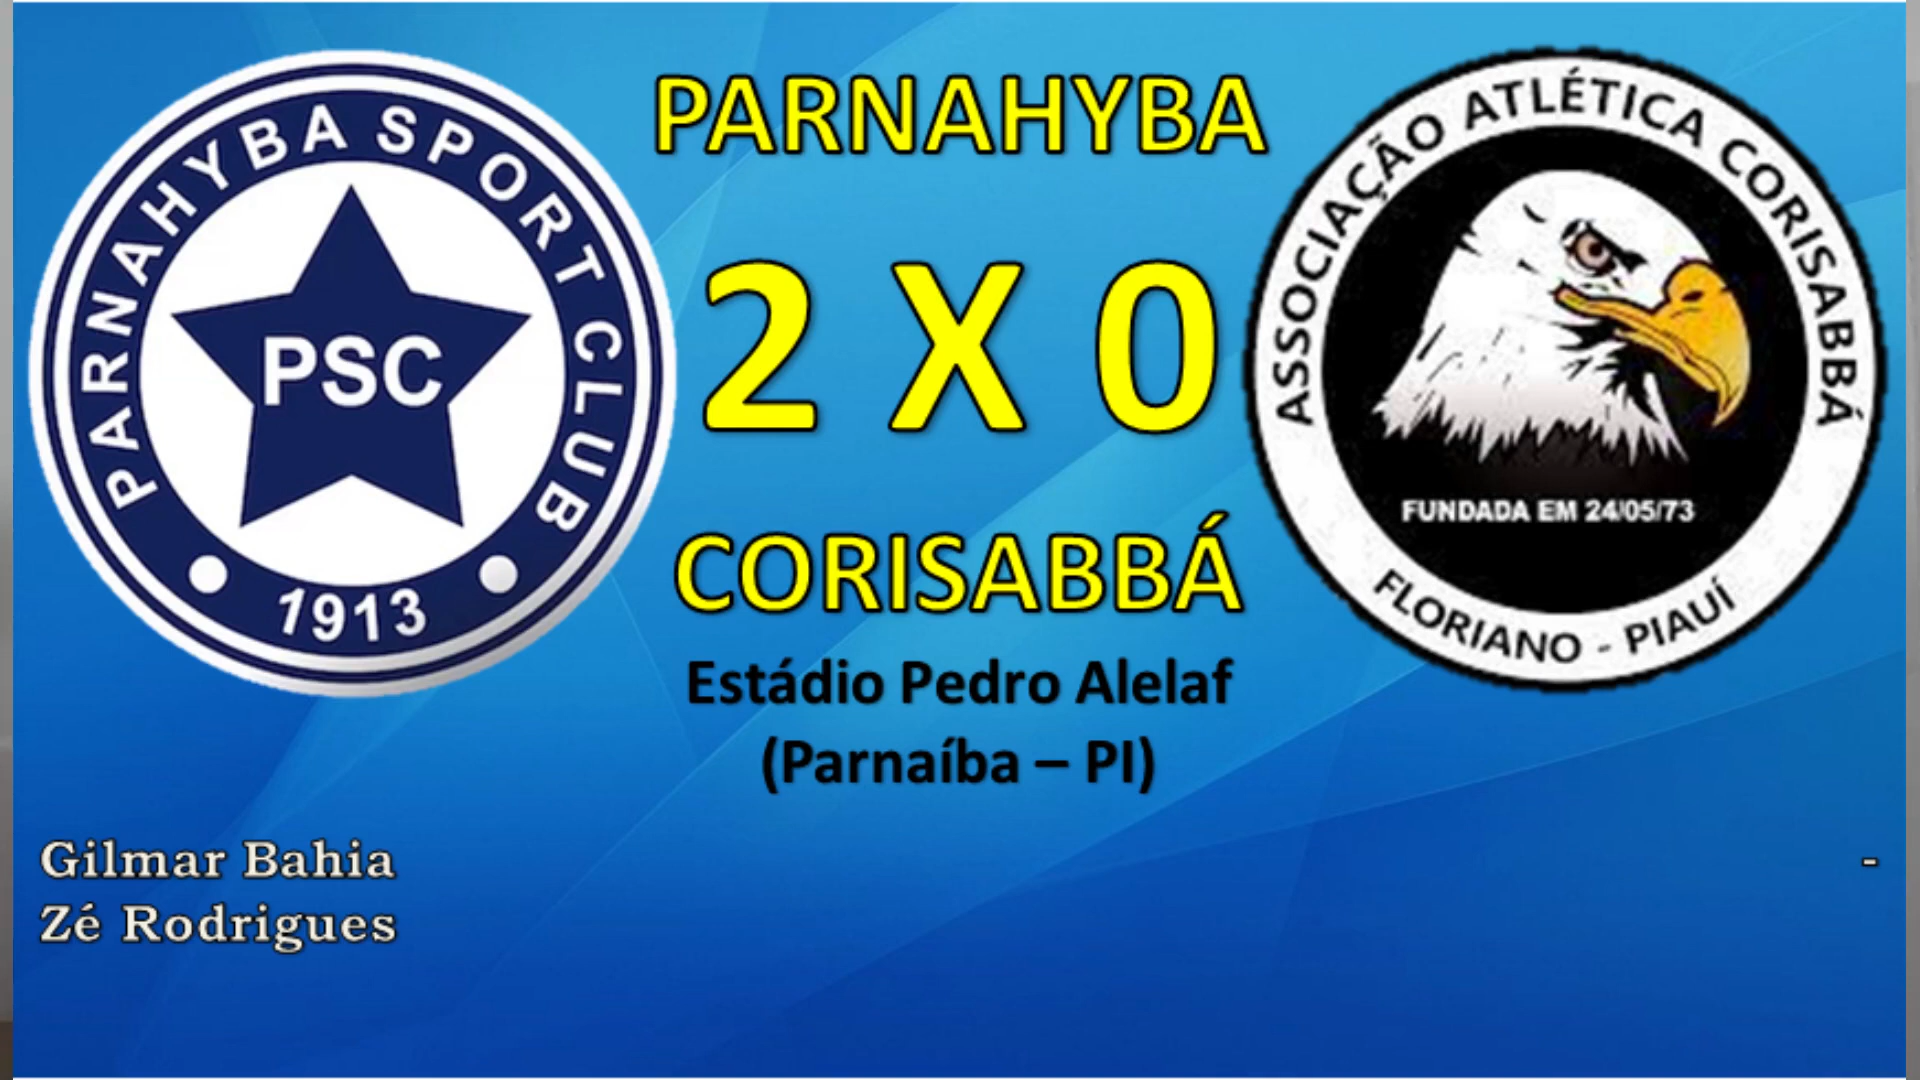 PARNAHYBA SPORT CLUB
PSC
1913
PARNAHYBA
2 X 0
CORISABBÁ
Estádio Pedro Alelaf
(Parnaíba – PI)
ASSOCIAÇÃO ATLÉTICA CORISABBÁ
FUNDADA EM 24/05/73
FLORIANO - PIAUÍ
Gilmar Bahia
Zé Rodrigues
-